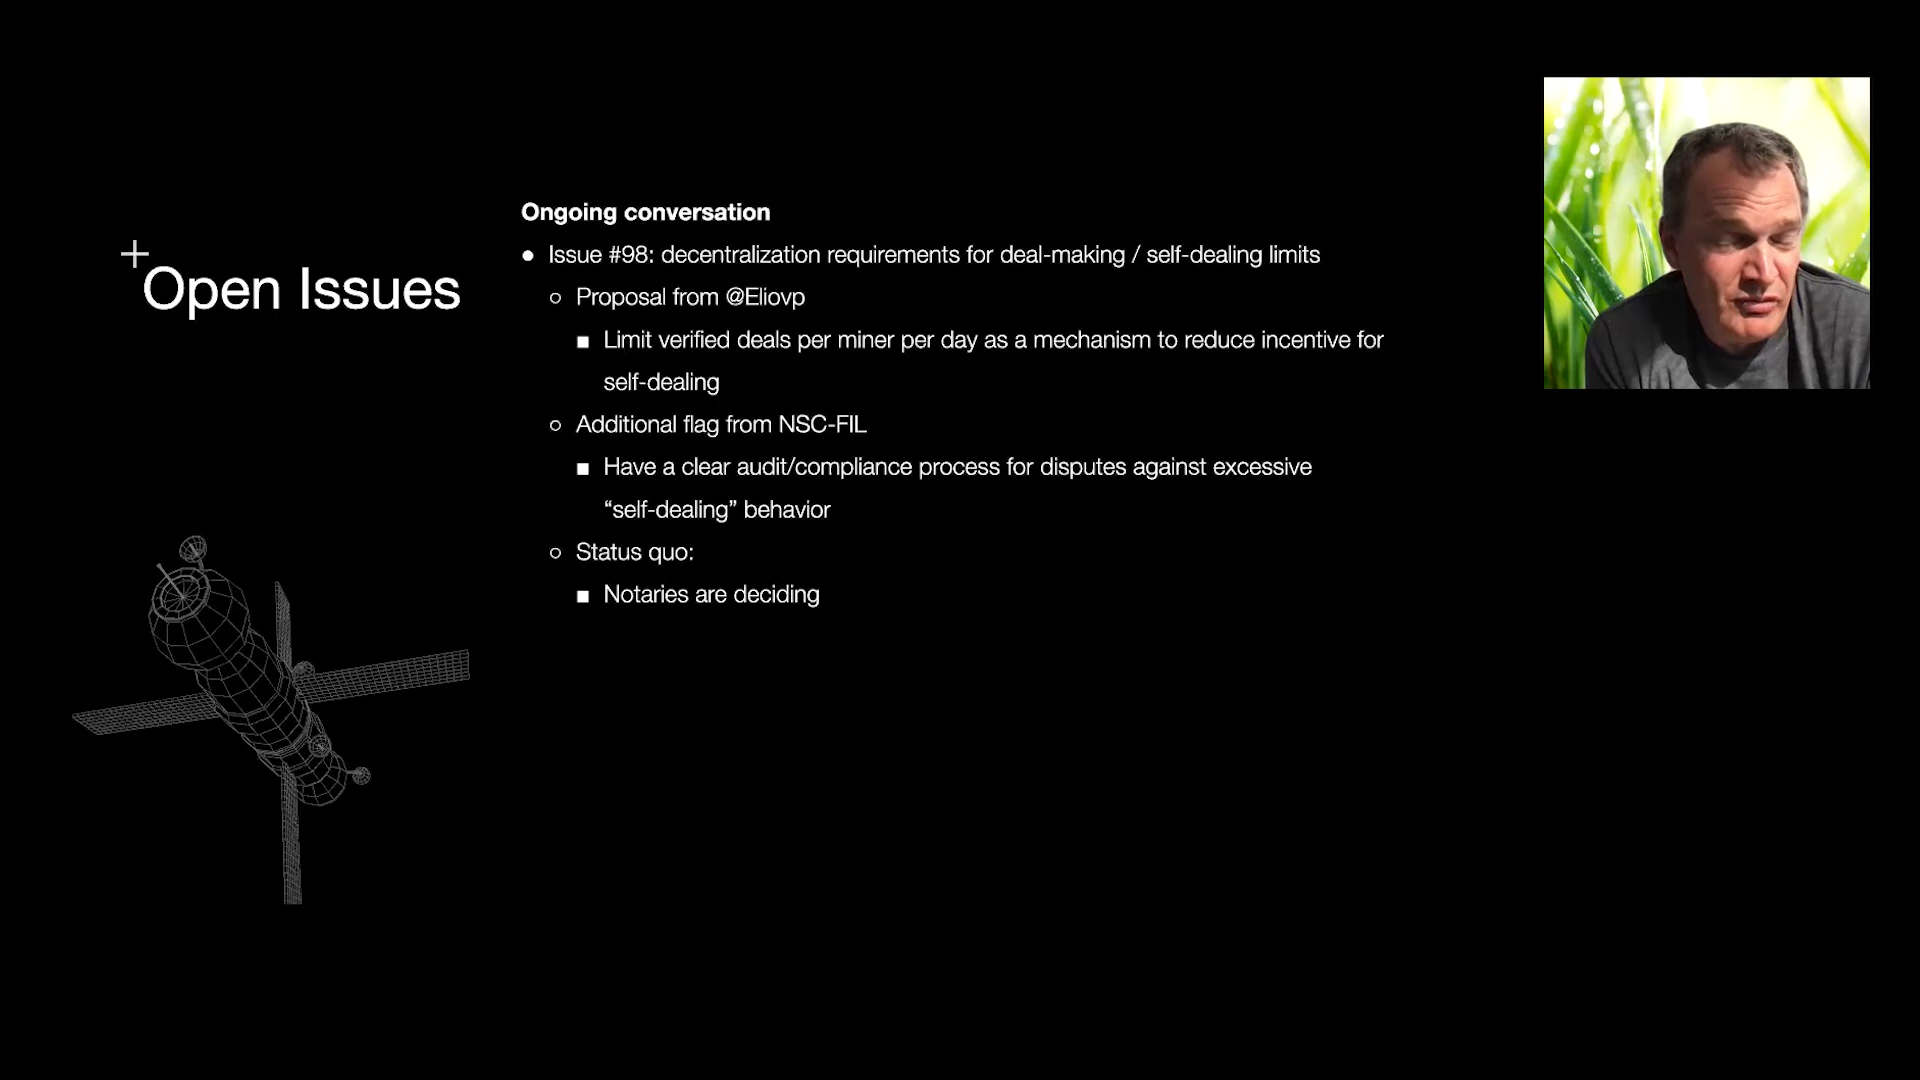 Open Issues
Ongoing conversation
● Issue #98: decentralization requirements for deal-making / self-dealing limits
○ Proposal from @Eliovp
■ Limit verified deals per miner per day as a mechanism to reduce incentive for
self-dealing
○ Additional flag from NSC-FIL
■ Have a clear audit/compliance process for disputes against excessive
“self-dealing” behavior
○ Status quo:
■ Notaries are deciding